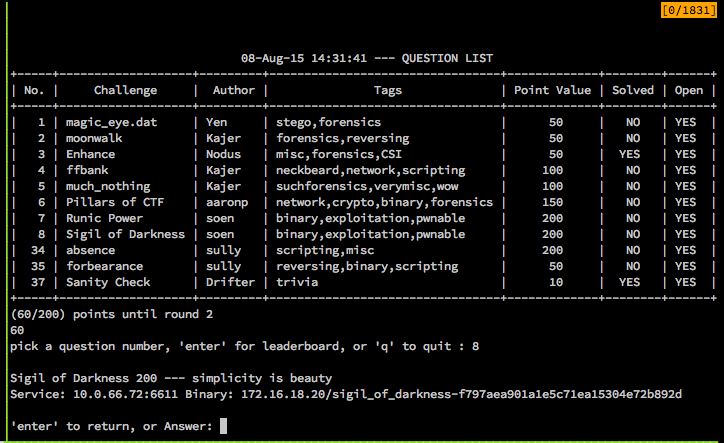 [0/1831]
08-Aug-15 14:31:41 --- QUESTION LIST
+-----+--------------------+----------+-----------------------------------+-------------+--------+------+
| No. | Challenge | Author | Tags | Point Value | Solved | Open |
+-----+--------------------+----------+-----------------------------------+-------------+--------+------+
| 1 | magic_eye.dat | Yen | stego,forensics | 50 | NO | YES |
| 2 | moonwalk | Kajer | forensics,reversing | 50 | NO | YES |
| 3 | Enhance | Nodus | misc,forensics,CSI | 50 | YES | YES |
| 4 | ffbank | Kajer | neckbeard,network,scripting | 100 | NO | YES |
| 5 | much_nothing | Kajer | suchforensics,verymisc,wow | 100 | NO | YES |
| 6 | Pillars of CTF | aaronp | network,crypto,binary,forensics | 150 | NO | YES |
| 7 | Runic Power | soen | binary,exploitation,pwnable | 200 | NO | YES |
| 8 | Sigil of Darkness | soen | binary,exploitation,pwnable | 200 | NO | YES |
| 34 | absence | sully | scripting,misc | 200 | NO | YES |
| 35 | forbearance | sully | reversing,binary,scripting | 50 | NO | YES |
| 37 | Sanity Check | Drifter | trivia | 10 | YES | YES |
+-----+--------------------+----------+-----------------------------------+-------------+--------+------+
(60/200) points until round 2
60
pick a question number, 'enter' for leaderboard, or 'q' to quit : 8
Sigil of Darkness 200 --- simplicity is beauty
Service: 10.0.66.72:6611 Binary: 172.16.18.20/sigil_of_darkness-f797aea901a1e5c71ea15304e72b892d
'enter' to return, or Answer: